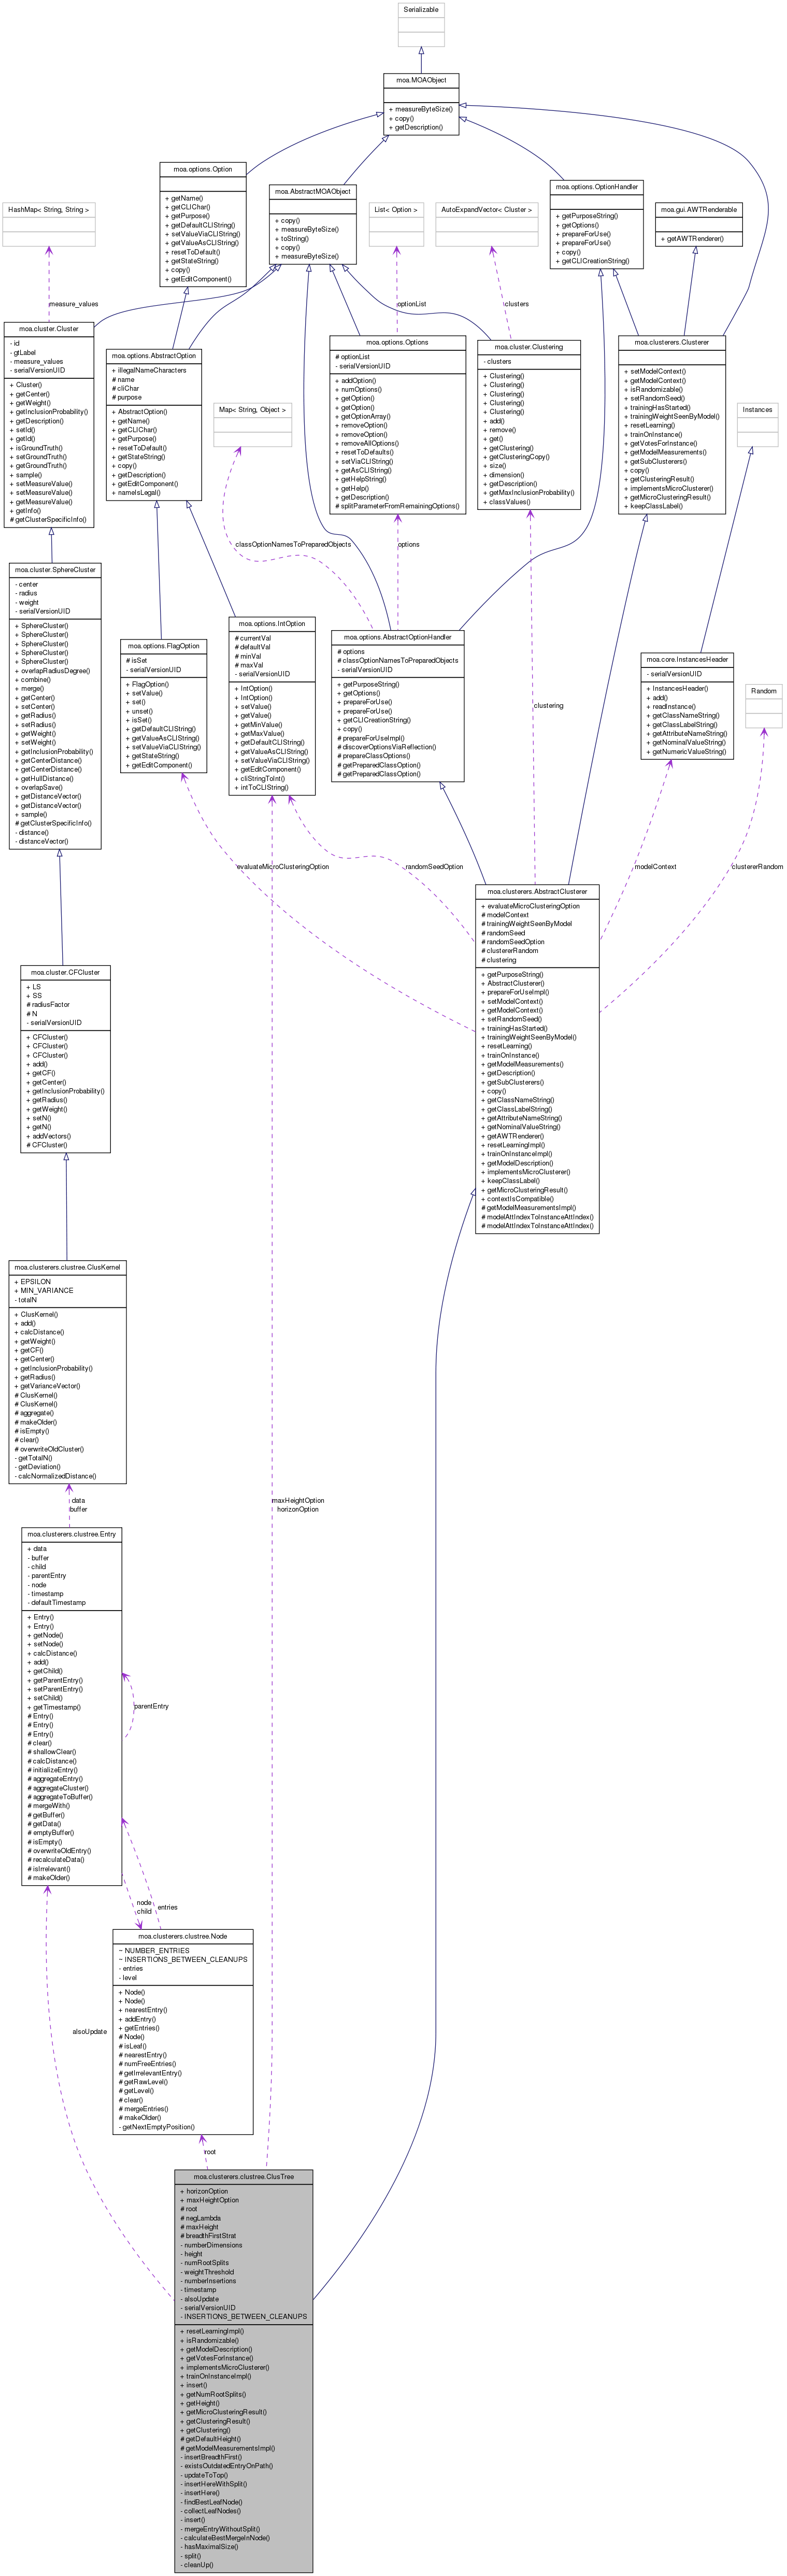 Serializable
moa.MOAObject
+ measureByteSize()
+ copy()
+ getDescription()
moa.options.Option
+ getName()
+ getCLIChar()
+ getPurpose()
+ getDefaultCLIString()
+ setValueViaCLIString()
+ getValueAsCLIString()
+ resetToDefault()
+ getStateString()
+ copy()
+ getEditComponent()
moa.AbstractMOAObject
+ copy()
+ measureByteSize()
+ toString()
+ copy()
+ measureByteSize()
moa.options.OptionHandler
+ getPurposeString()
+ getOptions()
+ prepareForUse()
+ prepareForUse()
+ copy()
+ getCLICreationString()
HashMap< String, String >
List< Option >
AutoExpandVector< Cluster >
moa.gui.AWTRenderable
+ getAWTRenderer()
measure_values
optionList
clusters
moa.cluster.Cluster
- id
- gtLabel
- measure_values
- serialVersionUID
+ Cluster()
+ getCenter()
+ getWeight()
+ getInclusionProbability()
+ getDescription()
+ setId()
+ getId()
+ isGroundTruth()
+ setGroundTruth()
+ getGroundTruth()
+ sample()
+ setMeasureValue()
+ setMeasureValue()
+ getMeasureValue()
+ getInfo()
# getClusterSpecificInfo()
moa.options.AbstractOption
+ illegalNameCharacters
# name
# cliChar
# purpose
+ AbstractOption()
+ getName()
+ getCLIChar()
+ getPurpose()
+ resetToDefault()
+ getStateString()
+ copy()
+ getDescription()
+ getEditComponent()
+ nameIsLegal()
Map< String, Object >
moa.options.Options
# optionList
- serialVersionUID
+ addOption()
+ numOptions()
+ getOption()
+ getOption()
+ getOptionArray()
+ removeOption()
+ removeOption()
+ removeAllOptions()
+ resetToDefaults()
+ setViaCLIString()
+ getAsCLIString()
+ getHelpString()
+ getHelp()
+ getDescription()
# splitParameterFromRemainingOptions()
moa.cluster.Clustering
- clusters
+ Clustering()
+ Clustering()
+ Clustering()
+ Clustering()
+ Clustering()
+ add()
+ remove()
+ get()
+ getClustering()
+ getClusteringCopy()
+ size()
+ dimension()
+ getDescription()
+ getMaxInclusionProbability()
+ classValues()
moa.clusterers.Clusterer
+ setModelContext()
+ getModelContext()
+ isRandomizable()
+ setRandomSeed()
+ trainingHasStarted()
+ trainingWeightSeenByModel()
+ resetLearning()
+ trainOnInstance()
+ getVotesForInstance()
+ getModelMeasurements()
+ getSubClusterers()
+ copy()
+ getClusteringResult()
+ implementsMicroClusterer()
+ getMicroClusteringResult()
+ keepClassLabel()
Instances
classOptionNamesToPreparedObjects
options
moa.cluster.SphereCluster
- center
- radius
- weight
- serialVersionUID
+ SphereCluster()
+ SphereCluster()
+ SphereCluster()
+ SphereCluster()
+ SphereCluster()
+ overlapRadiusDegree()
+ combine()
+ merge()
+ getCenter()
+ setCenter()
+ getRadius()
+ setRadius()
+ getWeight()
+ setWeight()
+ getInclusionProbability()
+ getCenterDistance()
+ getCenterDistance()
+ getHullDistance()
+ overlapSave()
+ getDistanceVector()
+ getDistanceVector()
+ sample()
# getClusterSpecificInfo()
- distance()
- distanceVector()
moa.options.FlagOption
# isSet
- serialVersionUID
+ FlagOption()
+ setValue()
+ set()
+ unset()
+ isSet()
+ getDefaultCLIString()
+ getValueAsCLIString()
+ setValueViaCLIString()
+ getStateString()
+ getEditComponent()
moa.options.IntOption
# currentVal
# defaultVal
# minVal
# maxVal
- serialVersionUID
+ IntOption()
+ IntOption()
+ setValue()
+ getValue()
+ getMinValue()
+ getMaxValue()
+ getDefaultCLIString()
+ getValueAsCLIString()
+ setValueViaCLIString()
+ getEditComponent()
+ cliStringToInt()
+ intToCLIString()
moa.options.AbstractOptionHandler
# options
# classOptionNamesToPreparedObjects
- serialVersionUID
+ getPurposeString()
+ getOptions()
+ prepareForUse()
+ prepareForUse()
+ getCLICreationString()
+ copy()
# prepareForUseImpl()
# discoverOptionsViaReflection()
# prepareClassOptions()
# getPreparedClassOption()
# getPreparedClassOption()
moa.core.InstancesHeader
- serialVersionUID
+ InstancesHeader()
+ add()
+ readInstance()
+ getClassNameString()
+ getClassLabelString()
+ getAttributeNameString()
+ getNominalValueString()
+ getNumericValueString()
Random
clustering
evaluateMicroClusteringOption
randomSeedOption
modelContext
clustererRandom
moa.clusterers.AbstractClusterer
+ evaluateMicroClusteringOption
# modelContext
# trainingWeightSeenByModel
# randomSeed
# randomSeedOption
# clustererRandom
# clustering
+ getPurposeString()
+ AbstractClusterer()
+ prepareForUseImpl()
+ setModelContext()
+ getModelContext()
+ setRandomSeed()
+ trainingHasStarted()
+ trainingWeightSeenByModel()
+ resetLearning()
+ trainOnInstance()
+ getModelMeasurements()
+ getDescription()
+ getSubClusterers()
+ copy()
+ getClassNameString()
+ getClassLabelString()
+ getAttributeNameString()
+ getNominalValueString()
+ getAWTRenderer()
+ resetLearningImpl()
+ trainOnInstanceImpl()
+ getModelDescription()
+ implementsMicroClusterer()
+ keepClassLabel()
+ getMicroClusteringResult()
+ contextIsCompatible()
# getModelMeasurementsImpl()
# modelAttIndexToInstanceAttIndex()
# modelAttIndexToInstanceAttIndex()
moa.cluster.CFCluster
+ LS
+ SS
# radiusFactor
# N
- serialVersionUID
+ CFCluster()
+ CFCluster()
+ CFCluster()
+ add()
+ getCF()
+ getCenter()
+ getInclusionProbability()
+ getRadius()
+ getWeight()
+ setN()
+ getN()
+ addVectors()
# CFCluster()
moa.clusterers.clustree.ClusKernel
+ EPSILON
+ MIN_VARIANCE
- totalN
+ ClusKernel()
+ add()
+ calcDistance()
+ getWeight()
+ getCF()
+ getCenter()
+ getInclusionProbability()
+ getRadius()
+ getVarianceVector()
# ClusKernel()
# ClusKernel()
# aggregate()
# makeOlder()
# isEmpty()
# clear()
# overwriteOldCluster()
- getTotalN()
- getDeviation()
- calcNormalizedDistance()
data
buffer
maxHeightOption
horizonOption
moa.clusterers.clustree.Entry
+ data
- buffer
- child
- parentEntry
- node
- timestamp
- defaultTimestamp
+ Entry()
+ Entry()
+ getNode()
+ setNode()
+ calcDistance()
+ add()
+ getChild()
+ getParentEntry()
+ setParentEntry()
+ setChild()
+ getTimestamp()
# Entry()
# Entry()
# Entry()
# clear()
# shallowClear()
# calcDistance()
# initializeEntry()
# aggregateEntry()
# aggregateCluster()
# aggregateToBuffer()
# mergeWith()
# getBuffer()
# getData()
# emptyBuffer()
# isEmpty()
# overwriteOldEntry()
# recalculateData()
# isIrrelevant()
# makeOlder()
parentEntry
node
child
entries
moa.clusterers.clustree.Node
~ NUMBER_ENTRIES
~ INSERTIONS_BETWEEN_CLEANUPS
- entries
- level
+ Node()
+ Node()
+ nearestEntry()
+ addEntry()
+ getEntries()
# Node()
# isLeaf()
# nearestEntry()
# numFreeEntries()
# getIrrelevantEntry()
# getRawLevel()
# getLevel()
# clear()
# mergeEntries()
# makeOlder()
- getNextEmptyPosition()
alsoUpdate
root
moa.clusterers.clustree.ClusTree
+ horizonOption
+ maxHeightOption
# root
# negLambda
# maxHeight
# breadthFirstStrat
- numberDimensions
- height
- numRootSplits
- weightThreshold
- numberInsertions
- timestamp
- alsoUpdate
- serialVersionUID
- INSERTIONS_BETWEEN_CLEANUPS
+ resetLearningImpl()
+ isRandomizable()
+ getModelDescription()
+ getVotesForInstance()
+ implementsMicroClusterer()
+ trainOnInstanceImpl()
+ insert()
+ getNumRootSplits()
+ getHeight()
+ getMicroClusteringResult()
+ getClusteringResult()
+ getClustering()
# getDefaultHeight()
# getModelMeasurementsImpl()
- insertBreadthFirst()
- existsOutdatedEntryOnPath()
- updateToTop()
- insertHereWithSplit()
- insertHere()
- findBestLeafNode()
- collectLeafNodes()
- insert()
- mergeEntryWithoutSplit()
- calculateBestMergeInNode()
- hasMaximalSize()
- split()
- cleanUp()